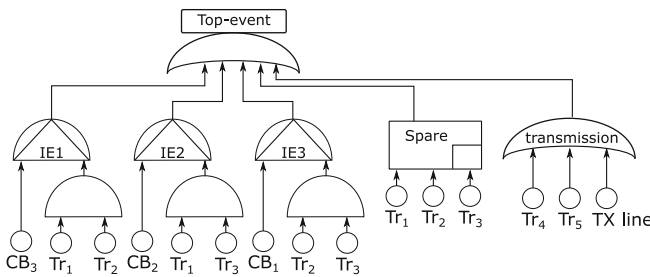 Top-event
IE1 IE2 IE3 Spare transmission
Tr₁ Tr₂ Tr₃ Tr₄ Tr₅ TX line
CB₃ Tr₁ Tr₂ CB₂ Tr₁ Tr₃ CB₁ Tr₂ Tr₃